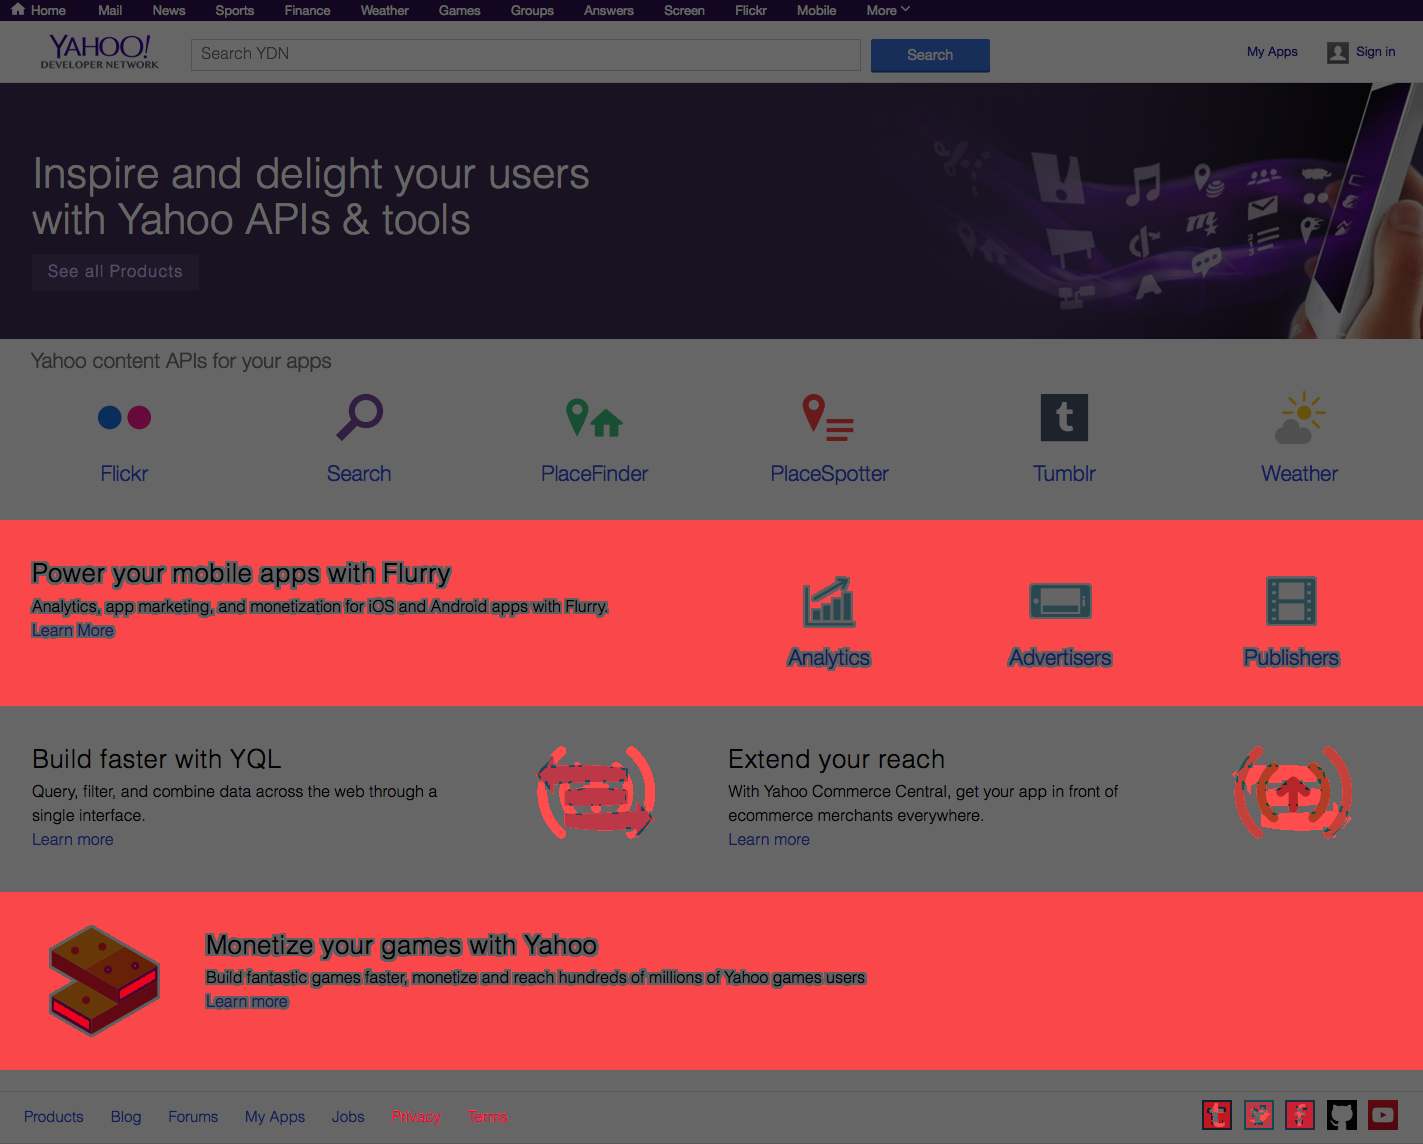 Home Mail News Sports Finance Weather Games Groups Answers Screen Flickr Mobile More
YAHOO!
DEVELOPER NETWORK
Search YDN
Search
My Apps
Sign in
Inspire and delight your users
with Yahoo APIs & tools
See all Products
Yahoo content APIs for your apps
Flickr Search PlaceFinder PlaceSpotter Tumblr Weather
Power your mobile apps with Flurry
Analytics, app marketing, and monetization for iOS and Android apps with Flurry.
Learn More
Analytics Advertisers Publishers
Build faster with YQL
Query, filter, and combine data across the web through a
single interface.
Learn more
Extend your reach
With Yahoo Commerce Central, get your app in front of
ecommerce merchants everywhere.
Learn more
Monetize your games with Yahoo
Build fantastic games faster, monetize and reach hundreds of millions of Yahoo games users
Learn more
Products Blog Forums My Apps Jobs Privacy Terms